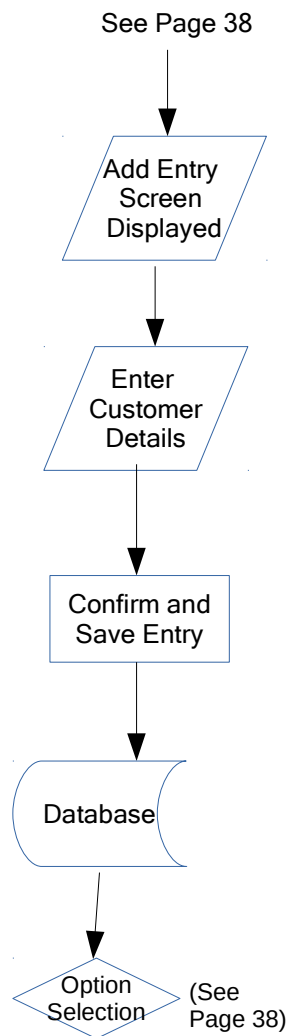 See Page 38
Add Entry
Screen
Displayed
Enter
Customer
Details
Confirm and
Save Entry
Database
Option
Selection
(See
Page 38)